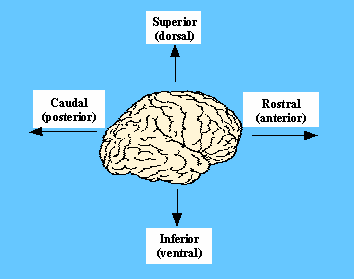 Superior
(dorsal)
Caudal
(posterior)
Rostral
(anterior)
Inferior
(ventral)